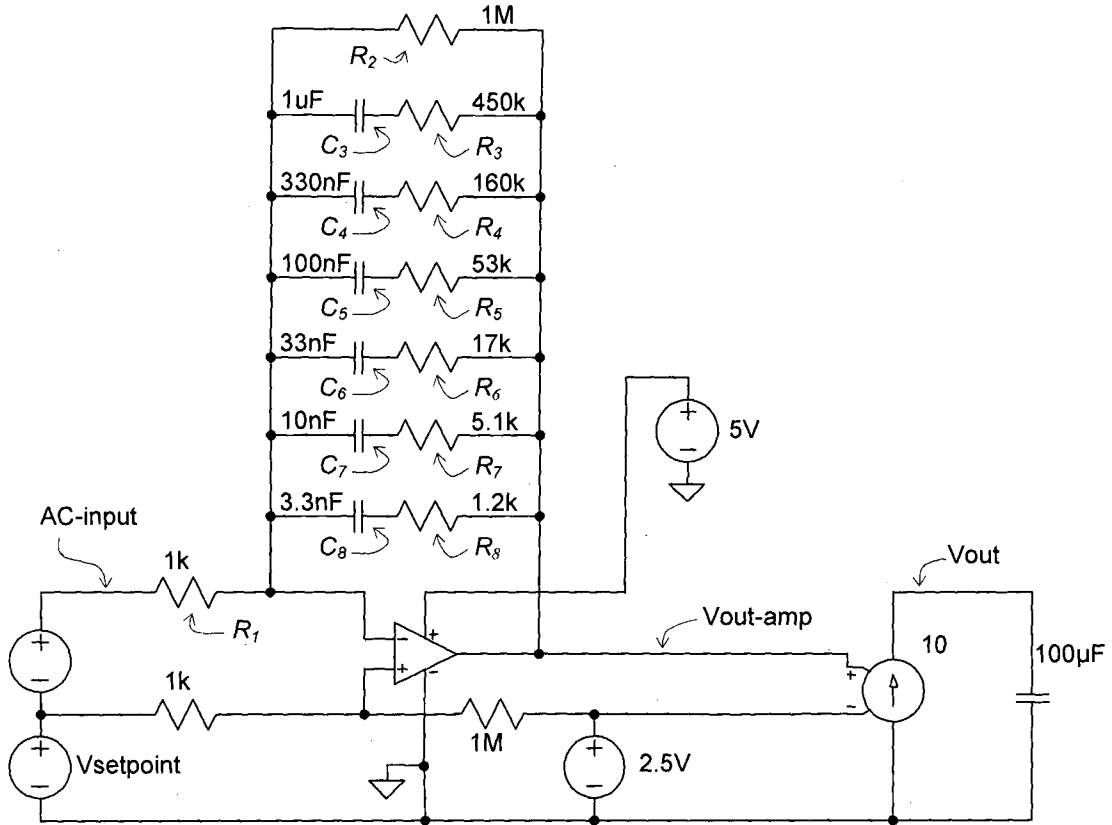 1M
R2
1uF
450k
C3
R3
330nF
160k
C4
R4
100nF
53k
C5
R5
33nF
17k
C6
R6
10nF
5.1k
C7
R7
3.3nF
1.2k
C8
R8
5V
AC-input
1k
R1
Vout
Vout-amp
10
100µF
1k
1M
Vsetpoint
2.5V